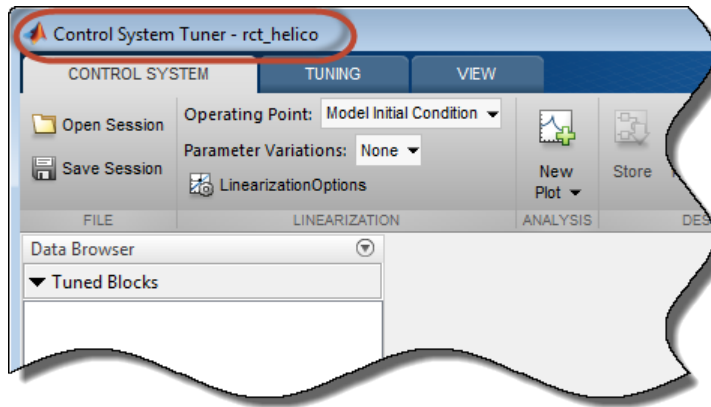 Control System Tuner - rct_helico
CONTROL SYSTEM TUNING VIEW
Open Session
Save Session
Operating Point: Model Initial Condition
Parameter Variations: None
LinearizationOptions
New Plot
Store
FILE LINEARIZATION ANALYSIS DES
Data Browser
Tuned Blocks